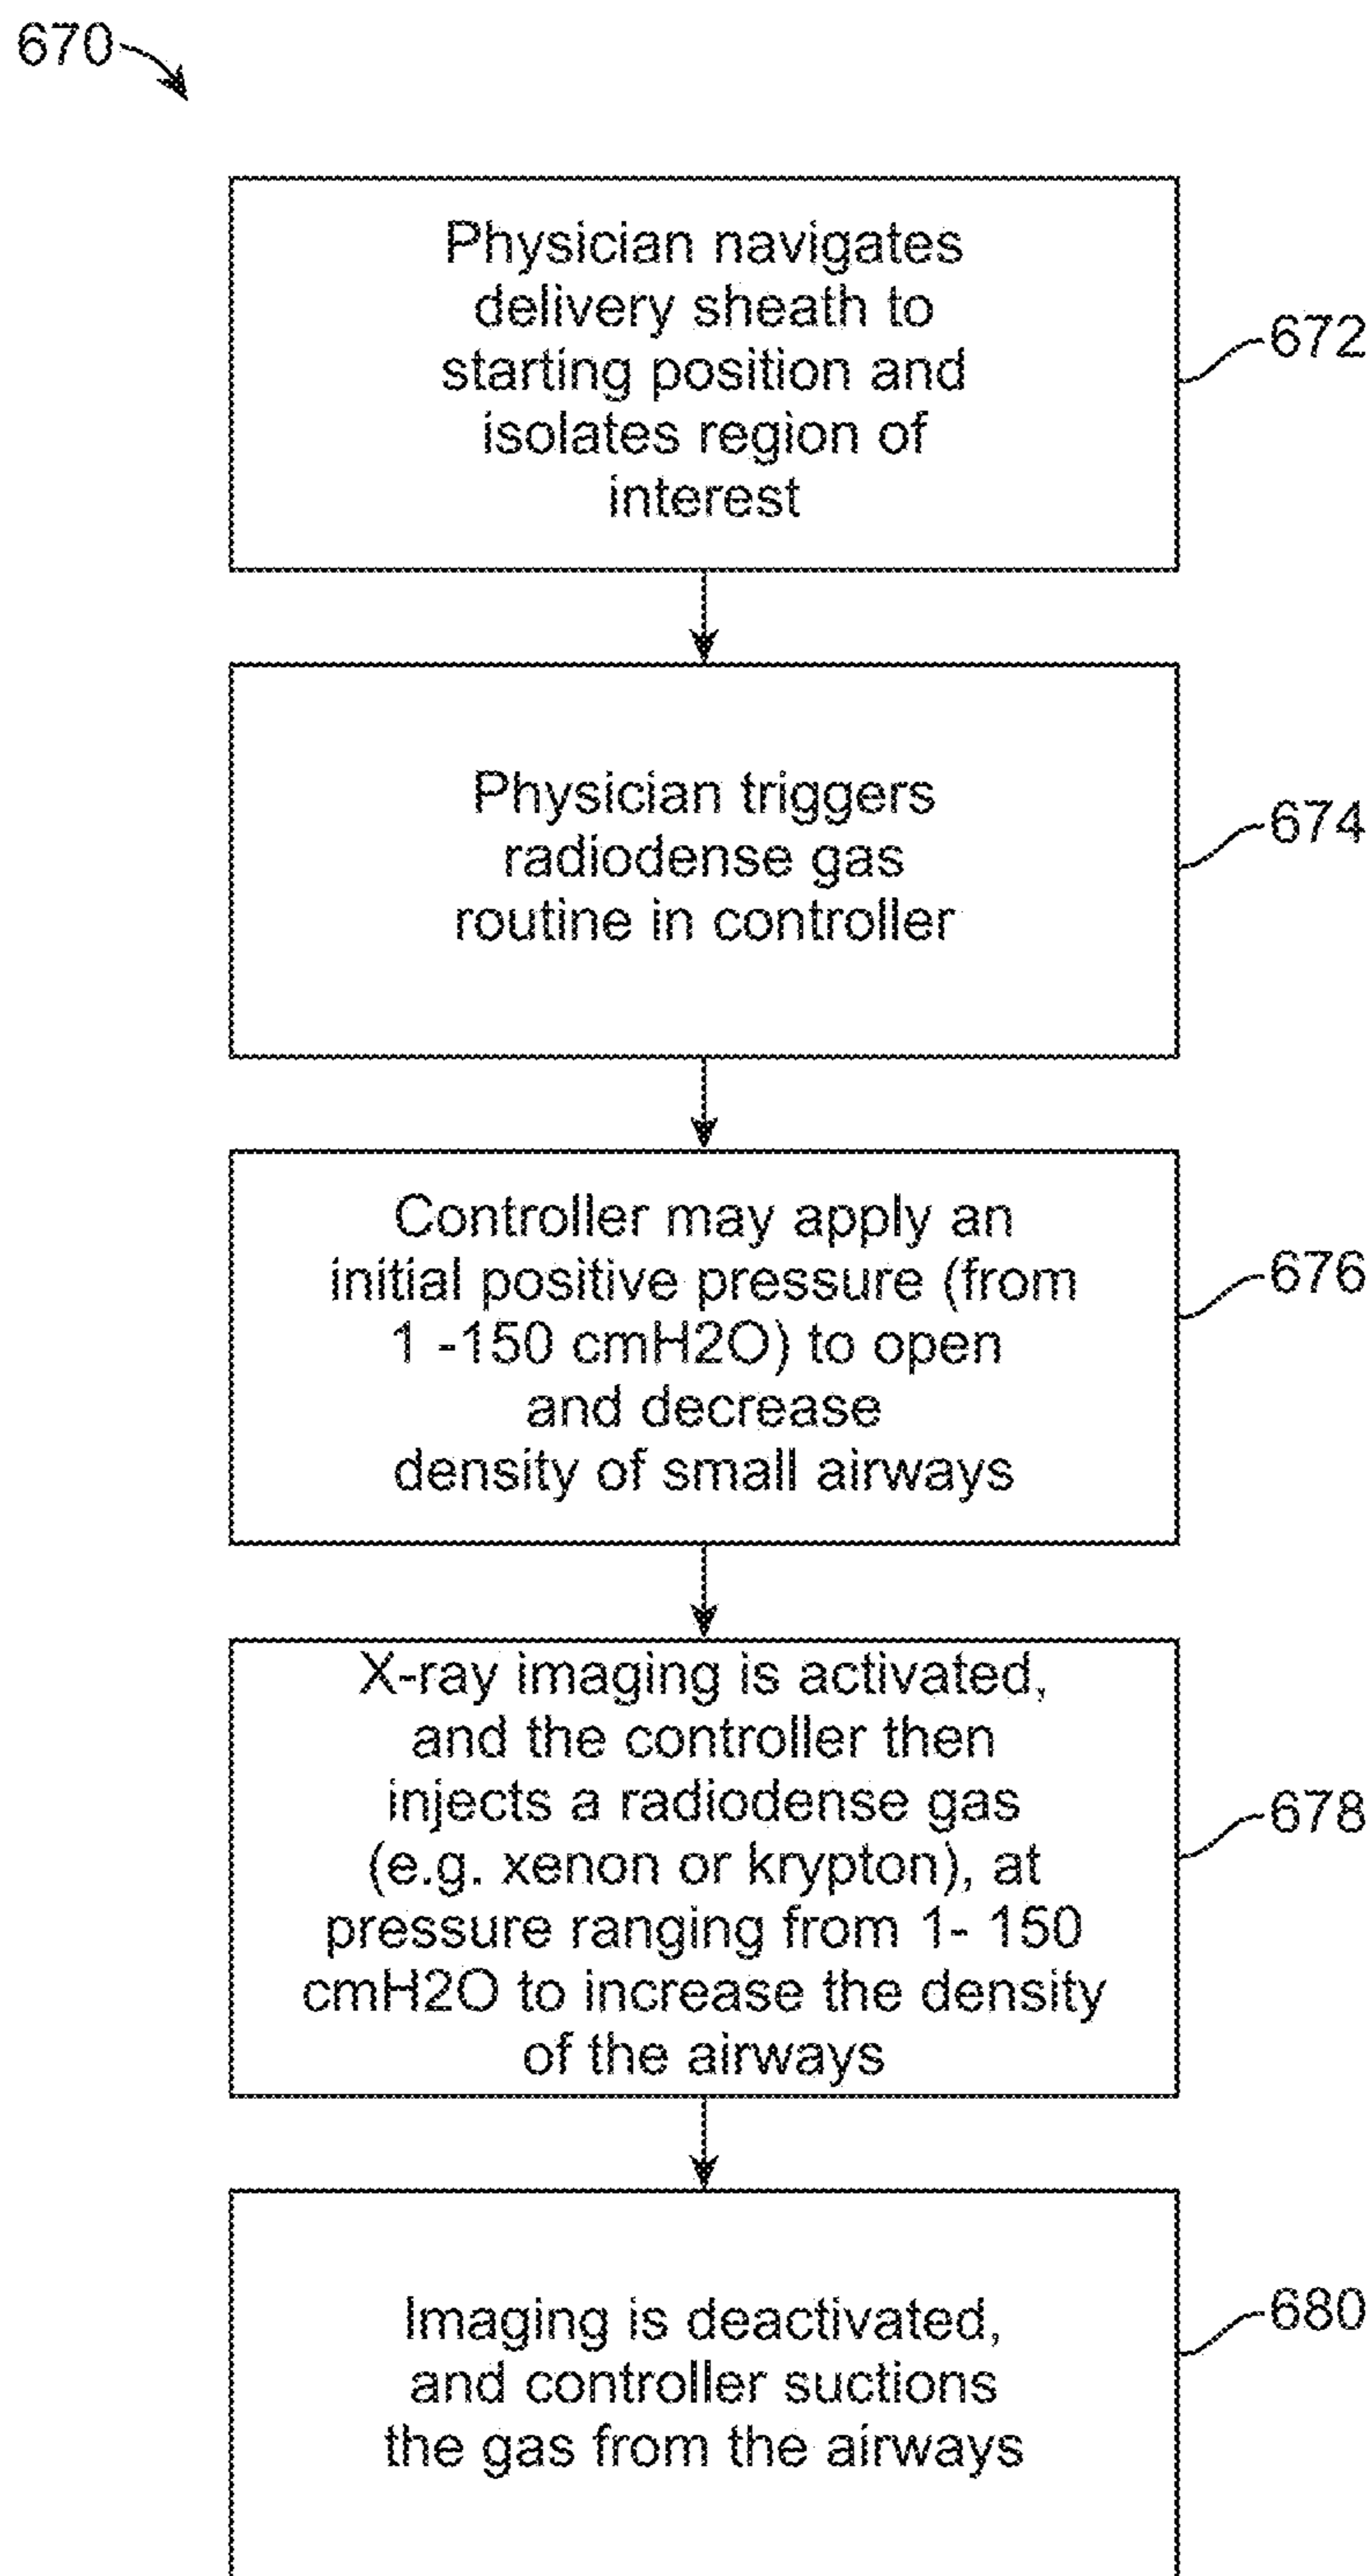 670
Physician navigates
delivery sheath to
starting position and
isolates region of
interest
672
Physician triggers
radiodense gas
routine in controller
674
Controller may apply an
initial positive pressure (from
1 -150 cmH2O) to open
and decrease
density of small airways
676
X-ray imaging is activated,
and the controller then
injects a radiodense gas
(e.g. xenon or krypton), at
pressure ranging from 1- 150
cmH2O to increase the density
of the airways
678
Imaging is deactivated,
and controller suctions
the gas from the airways
680